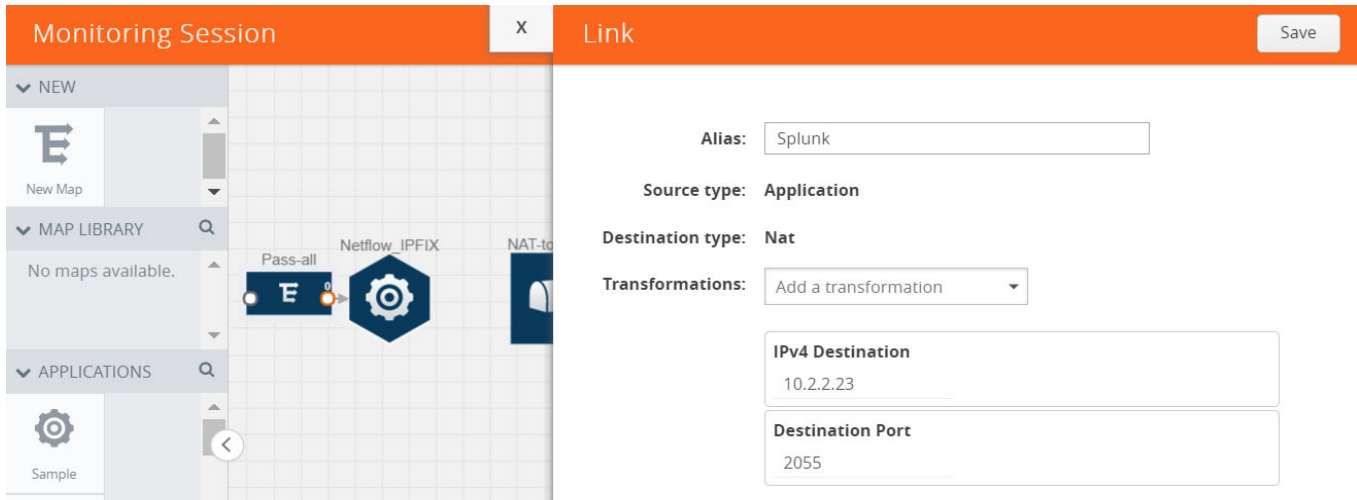 Monitoring Session
X
Link
Save
NEW
New Map
MAP LIBRARY
No maps available.
APPLICATIONS
Sample
Pass-all
0
Netflow_IPFIX
NAT-to
Alias:
Splunk
Source type: Application
Destination type: Nat
Transformations:
Add a transformation
IPv4 Destination
10.2.2.23
Destination Port
2055